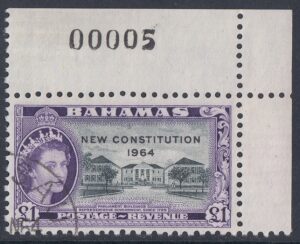 00005
BAHAMAS
NEW CONSTITUTION
1964
£1 POSTAGE - REVENUE £1